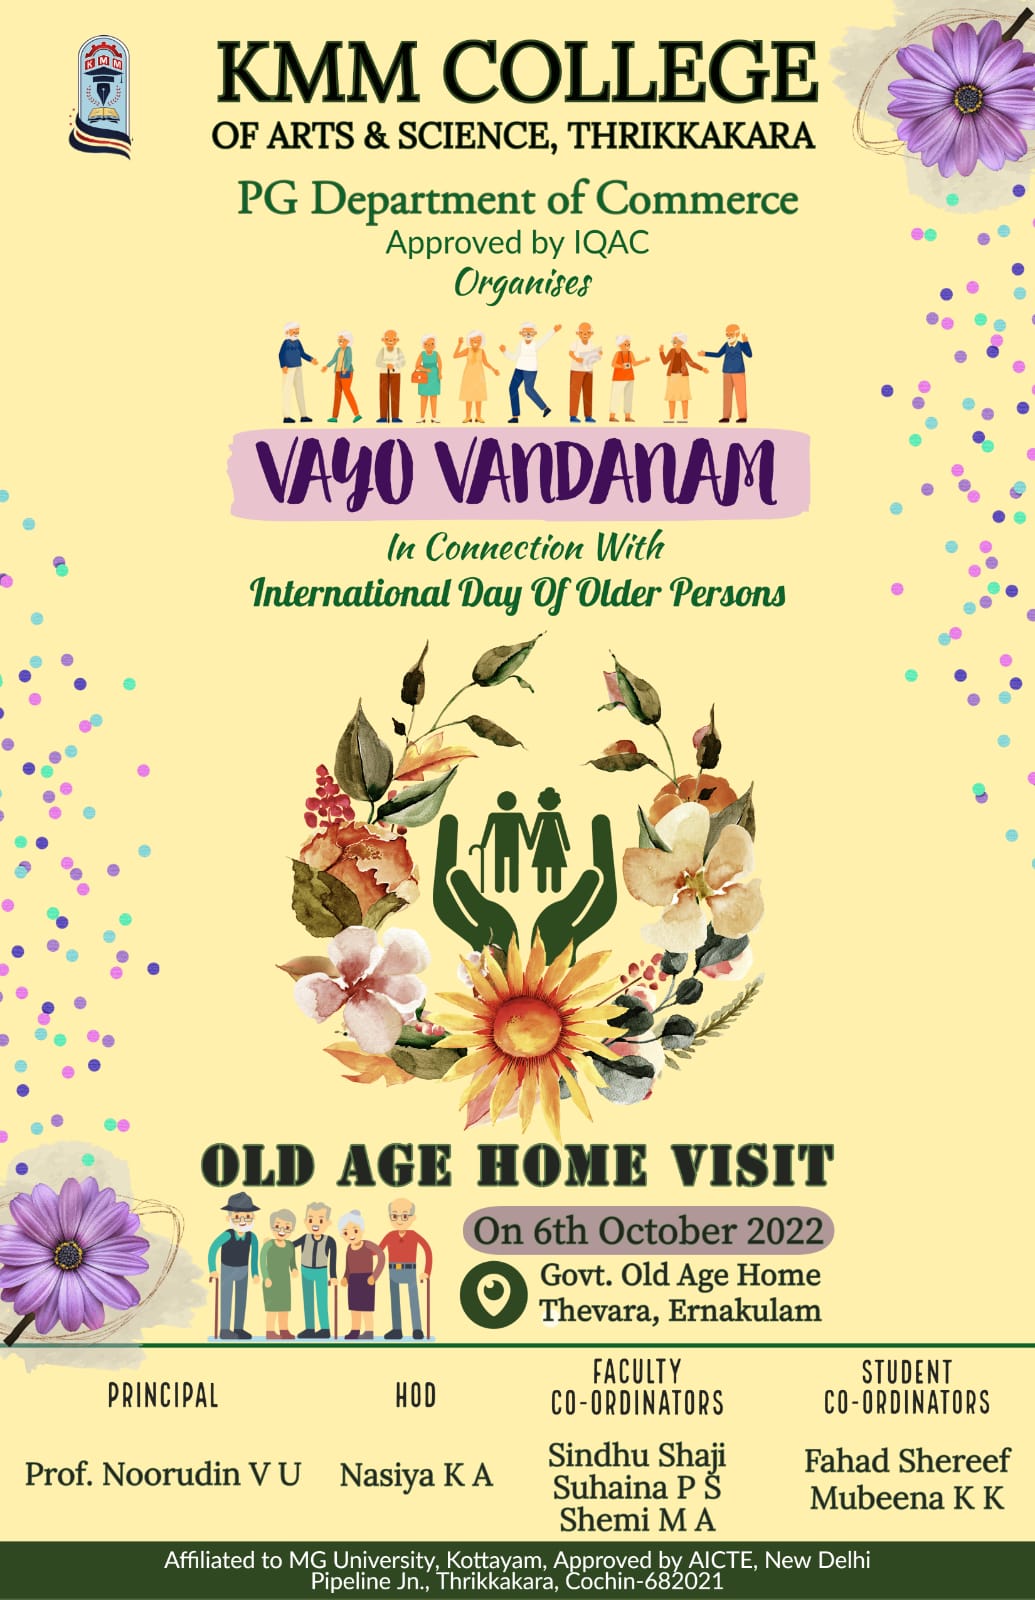 KMM
KMM COLLEGE
OF ARTS & SCIENCE, THRIKKAKARA
PG Department of Commerce
Approved by IQAC
Organises
VAYO VANDANAM
In Connection With
International Day Of Older Persons
OLD AGE HOME VISIT
On 6th October 2022
Govt. Old Age Home
Thevara, Ernakulam
PRINCIPAL
Prof. Noorudin V U
HOD
Nasiya K A
FACULTY
CO-ORDINATORS
Sindhu Shaji
Suhaina P S
Shemi M A
STUDENT
CO-ORDINATORS
Fahad Shereef
Mubeena K K
Affiliated to MG University, Kottayam, Approved by AICTE, New Delhi
Pipeline Jn., Thrikkakara, Cochin-682021